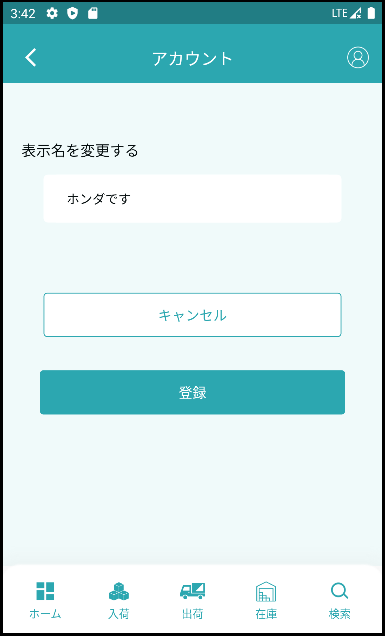 3:42 LTE
アカウント
表示名を変更する
ホンダです
キャンセル
登録
ホーム 入荷 出荷 在庫 検索